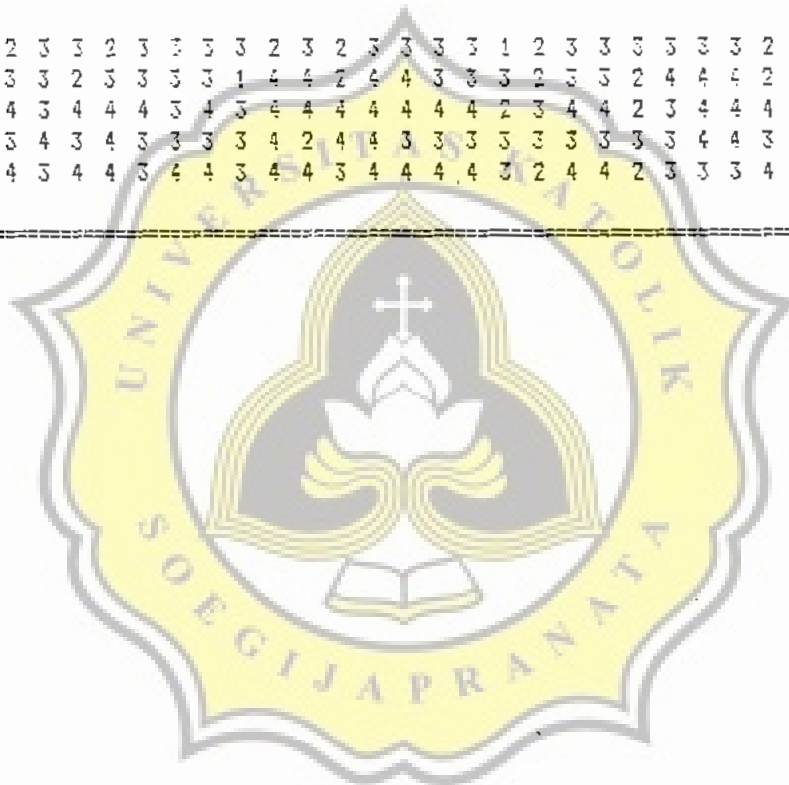 2 3 3 2 3 3 3 3 2 3 2 3 3 3 3 1 2 3 3 3 3 3 3 2
3 3 2 3 3 3 3 1 4 4 2 4 4 3 3 3 2 3 3 2 4 4 4 2
4 3 4 4 4 3 4 3 4 4 4 4 4 4 4 2 3 4 4 2 3 4 4 4
3 4 3 4 3 3 3 3 4 2 4 4 3 3 3 3 3 3 3 3 3 4 4 3
4 3 4 4 3 4 4 3 4 4 3 4 4 4 4 3 2 4 4 2 3 3 3 4
UNIVERSITAS KATOLIK
SOEGIJAPRANATA